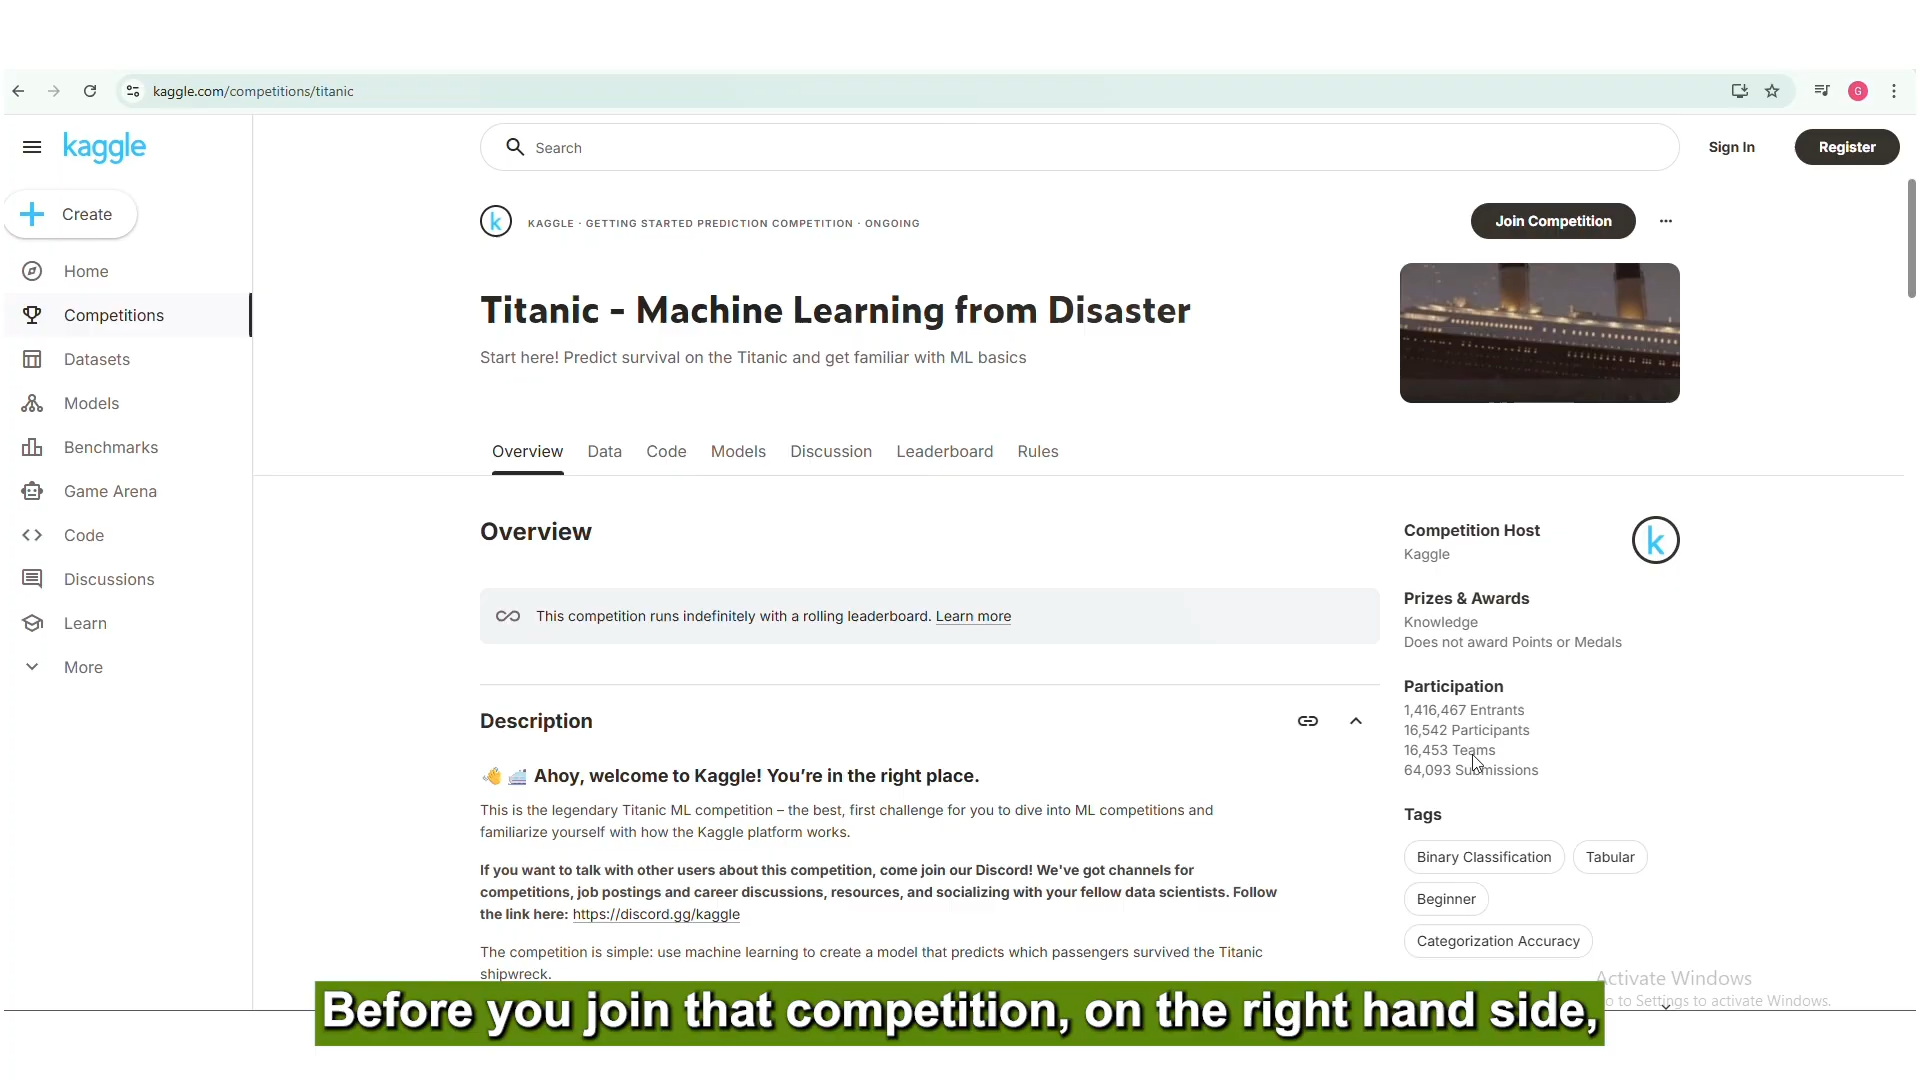 kaggle.com/competitions/titanic
G
kaggle
Search
Sign In
Register
Create
Home
Competitions
Datasets
Models
Benchmarks
Game Arena
Code
Discussions
Learn
More
k
KAGGLE · GETTING STARTED PREDICTION COMPETITION · ONGOING
Join Competition
Titanic - Machine Learning from Disaster
Start here! Predict survival on the Titanic and get familiar with ML basics
Overview Data Code Models Discussion Leaderboard Rules
Overview
This competition runs indefinitely with a rolling leaderboard. Learn more
Description
👋🛳️ Ahoy, welcome to Kaggle! You’re in the right place.
This is the legendary Titanic ML competition – the best, first challenge for you to dive into ML competitions and
familiarize yourself with how the Kaggle platform works.
If you want to talk with other users about this competition, come join our Discord! We've got channels for
competitions, job postings and career discussions, resources, and socializing with your fellow data scientists. Follow
the link here: https://discord.gg/kaggle
The competition is simple: use machine learning to create a model that predicts which passengers survived the Titanic
shipwreck.
Competition Host
Kaggle
k
Prizes & Awards
Knowledge
Does not award Points or Medals
Participation
1,416,467 Entrants
16,542 Participants
16,453 Teams
64,093 Submissions
Tags
Binary Classification
Tabular
Beginner
Categorization Accuracy
Activate Windows
to Settings to activate Windows.
Before you join that competition, on the right hand side,